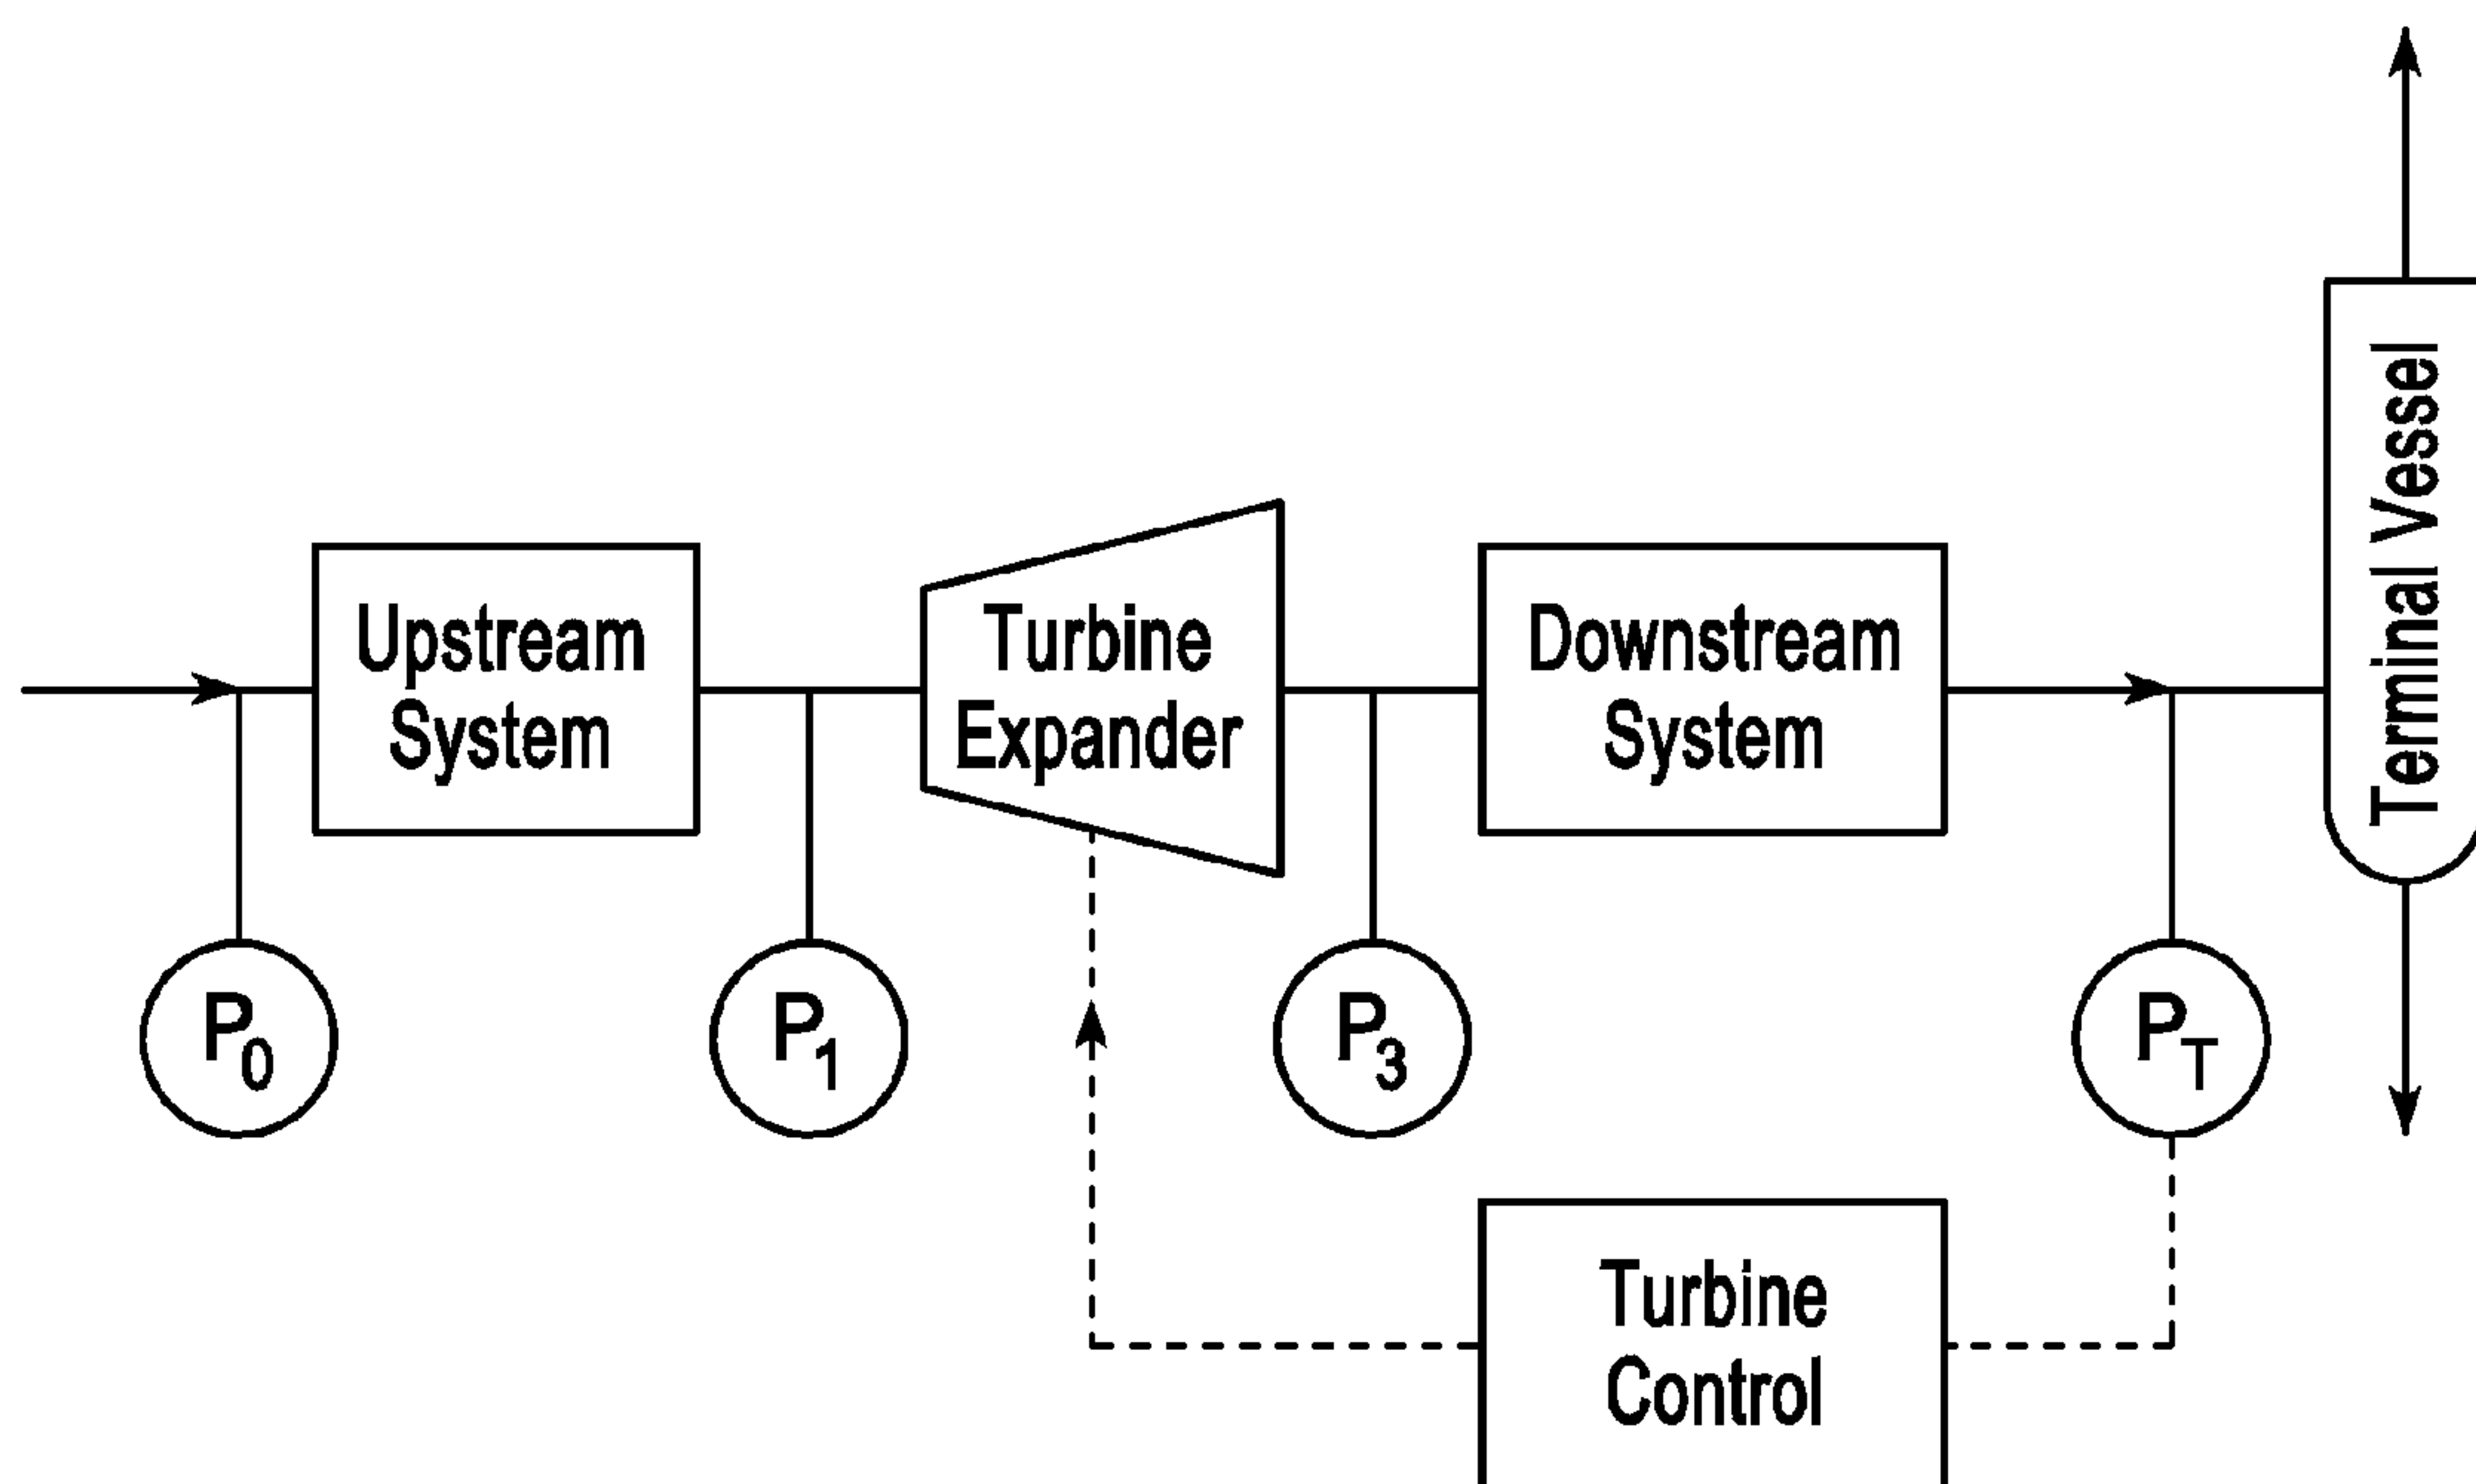 Upstream
System
Turbine
Expander
Downstream
System
Terminal Vessel
P0
P1
P3
PT
Turbine
Control